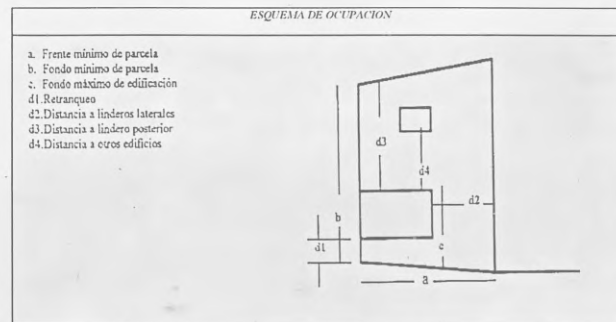 ESQUEMA DE OCUPACION
a. Frente mínimo de parcela
b. Fondo mínimo de parcela
c. Fondo máximo de edificación
d1.Retranqueo
d2.Distancia a linderos laterales
d3.Distancia a lindero posterior
d4.Distancia a otros edificios
d3
d4
d2
b
d1
c
a